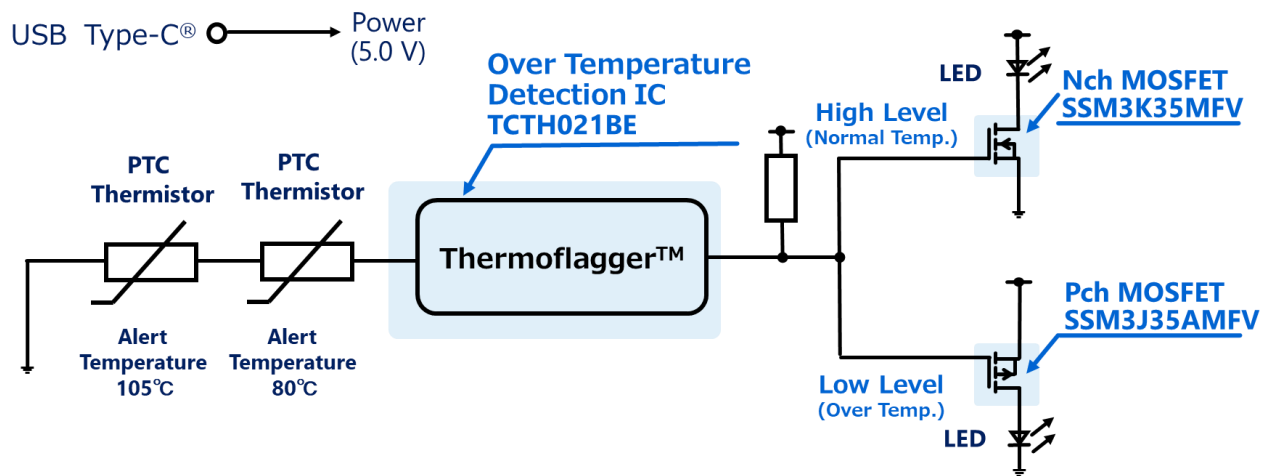 USB Type-C® Power
(5.0 V)
Over Temperature
Detection IC
TCTH021BE
LED
Nch MOSFET
SSM3K35MFV
High Level
(Normal Temp.)
PTC
Thermistor
PTC
Thermistor
Thermoflagger™
Alert
Temperature
105℃
Alert
Temperature
80℃
Pch MOSFET
SSM3J35AMFV
Low Level
(Over Temp.)
LED